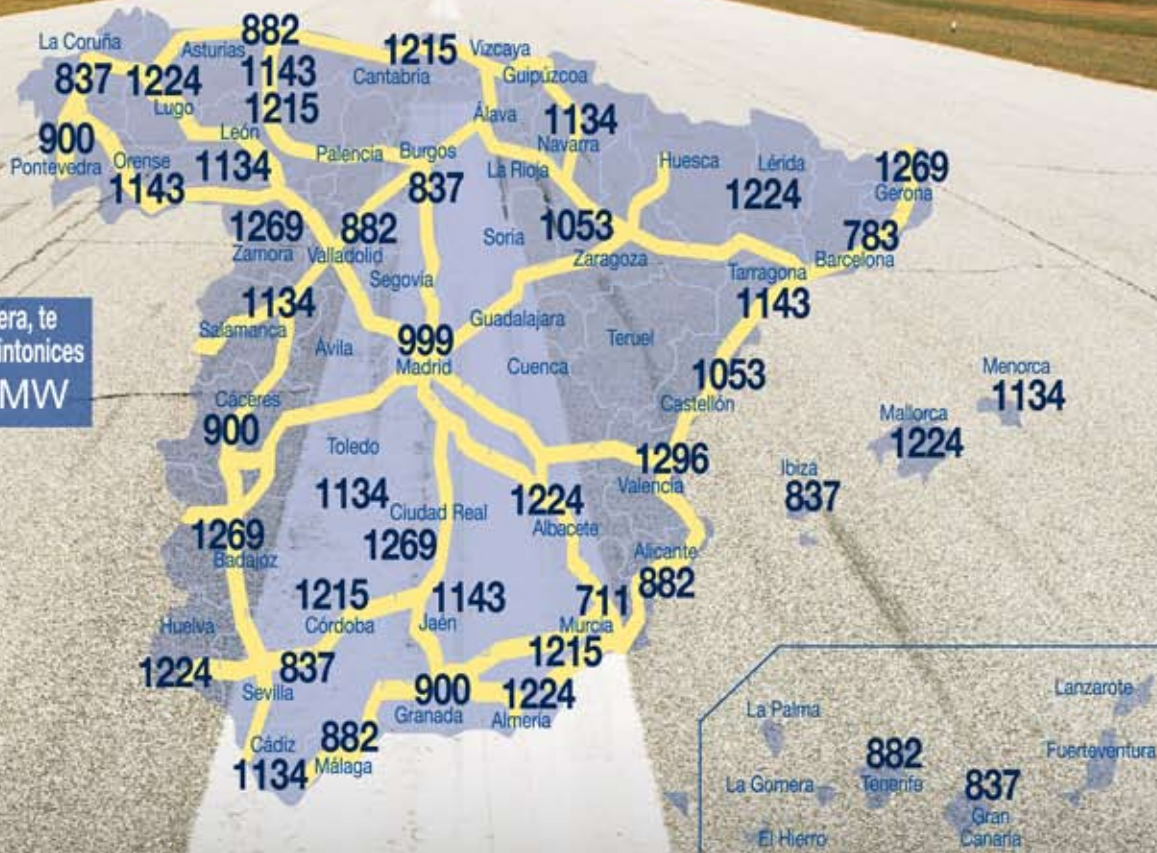 La Coruña
837
1224
Lugo
Asturias
882
1143
1215
1215
Cantabria
Vizcaya
Guipúzcoa
Álava
1134
Navarra
900
Pontevedra
Orense
1143
León
1134
Palencia
Burgos
837
La Rioja
Huesca
Lérida
1224
1269
Gerona
1269
Zamora
882
Valladolid
Segovia
Soria
1053
Zaragoza
783
Barcelona
Tarragona
1143
era, te
intonices
MW
1134
Salamanca
Ávila
999
Madrid
Guadalajara
Cuenca
Teruel
1053
Castellón
Menorca
1134
Mallorca
1224
Ibiza
837
Cáceres
900
Toledo
1296
Valencia
1134
Ciudad Real
1269
1224
Albacete
1269
Badajoz
Alicante
882
1215
Córdoba
1143
Jaén
711
Murcia
1215
Huelva
1224
837
Sevilla
900
Granada
1224
Almería
Cádiz
1134
882
Málaga
La Palma
Lanzarote
882
Tenerife
Fuerteventura
La Gomera
837
Gran
Canaria
El Hierro